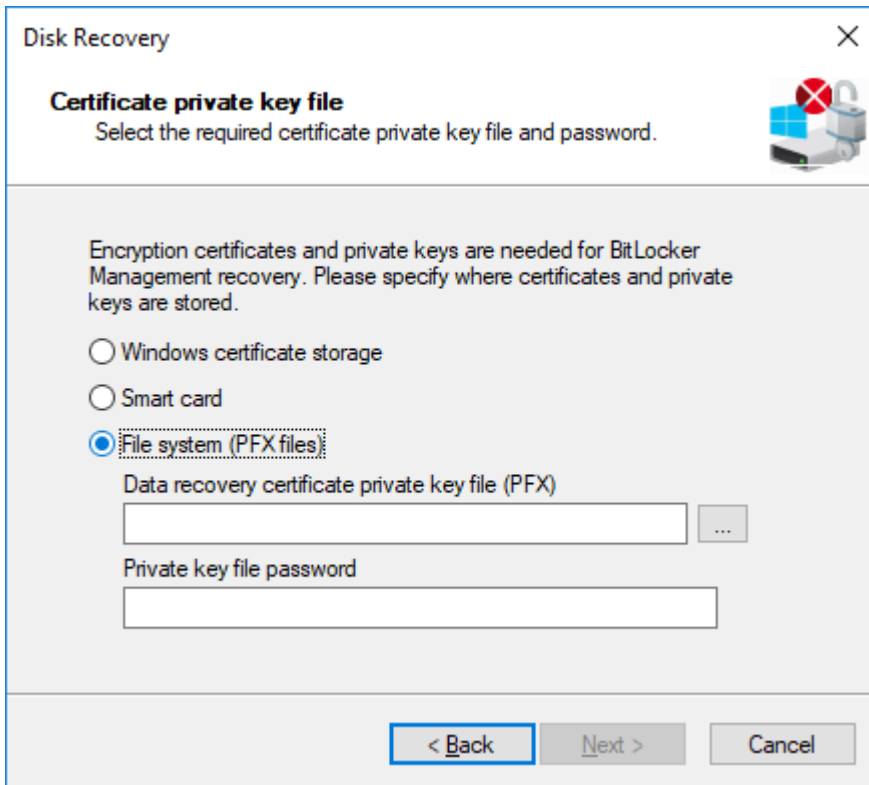 Disk Recovery
Certificate private key file
Select the required certificate private key file and password.
Encryption certificates and private keys are needed for BitLocker
Management recovery. Please specify where certificates and private
keys are stored.
Windows certificate storage
Smart card
File system (PFX files)
Data recovery certificate private key file (PFX)
...
Private key file password
< Back
Next >
Cancel